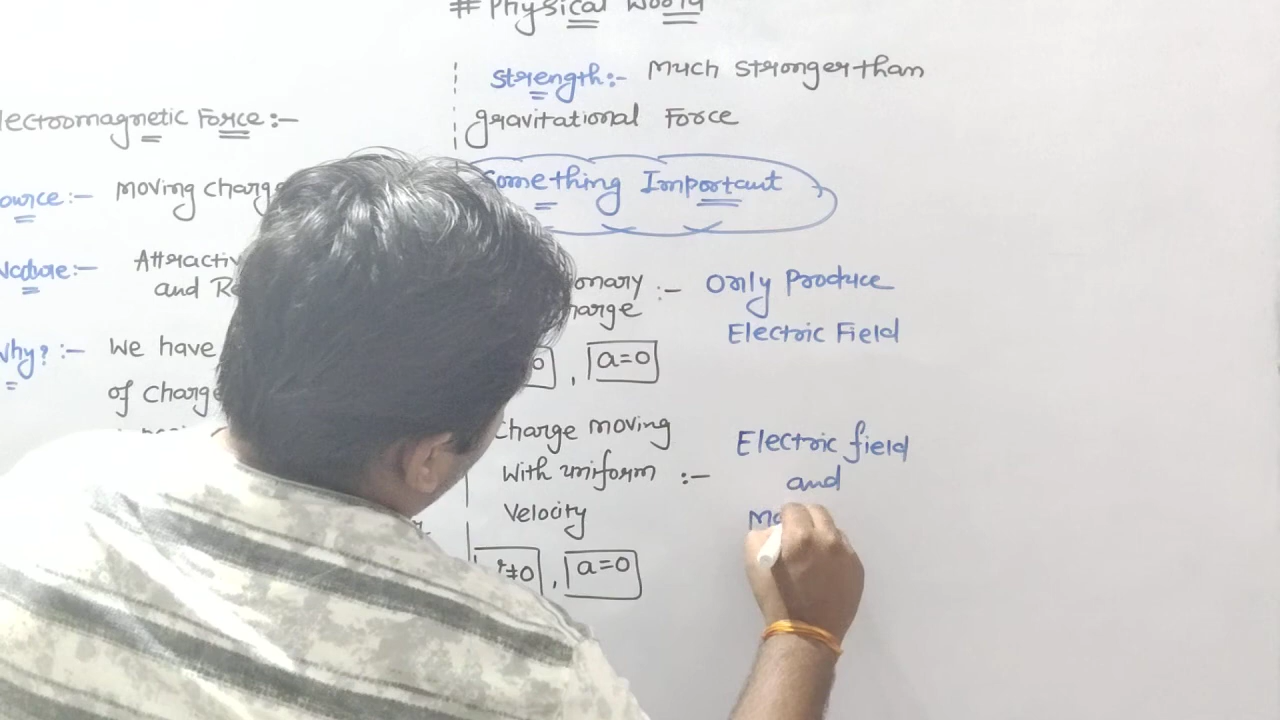 # Physical World
lectromagnetic Force :-
ource :- Moving Charge
Nature :- Attractiv
and Re
Why? :- We have
of Charge
Strength :- Much Stronger than
gravitational Force
Something Important
onary :- Only Produce
harge
Electric Field
0 , a=0
Charge moving
With uniform :-
Velocity
Electric field
and
Ma
≠0 , a=0